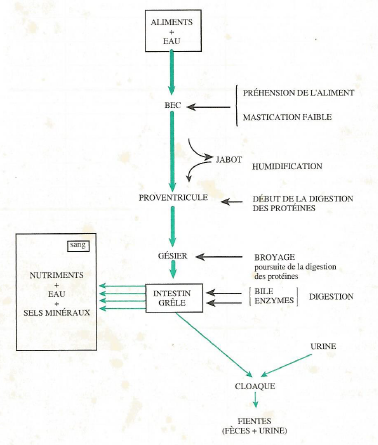 ALIMENTS
+
EAU
BEC
PRÉHENSION DE L'ALIMENT
MASTICATION FAIBLE
JABOT
HUMIDIFICATION
PROVENTRICULE
DÉBUT DE LA DIGESTION
DES PROTÉINES
GÉSIER
BROYAGE
poursuite de la digestion
des protéines
sang
NUTRIMENTS
+
EAU
+
SELS MINÉRAUX
INTESTIN
GRÊLE
BILE
ENZYMES
DIGESTION
URINE
CLOAQUE
FIENTES
(FÈCES + URINE)